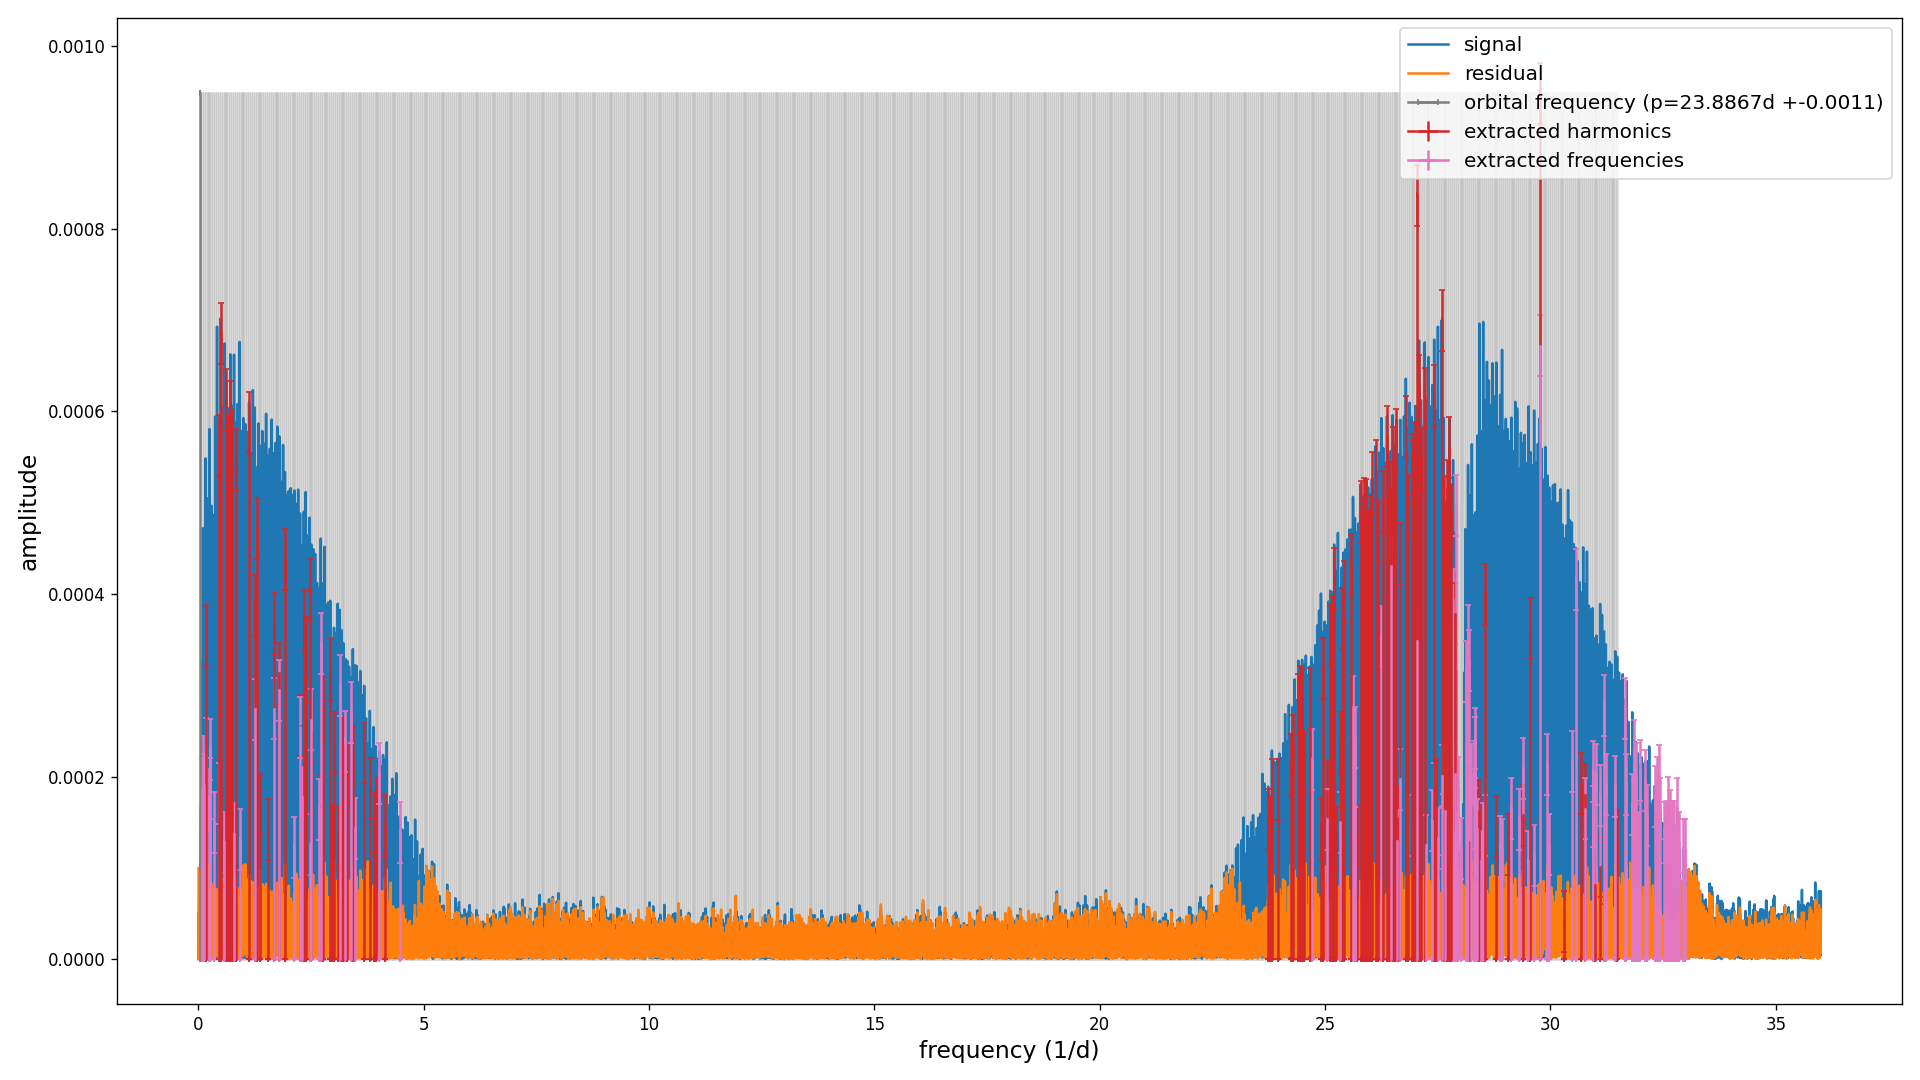 0.0010
0.0008
0.0006
0.0004
0.0002
0.0000
amplitude
signal
residual
orbital frequency (p=23.8867d +-0.0011)
extracted harmonics
extracted frequencies
0 5 10 15 20 25 30 35
frequency (1/d)